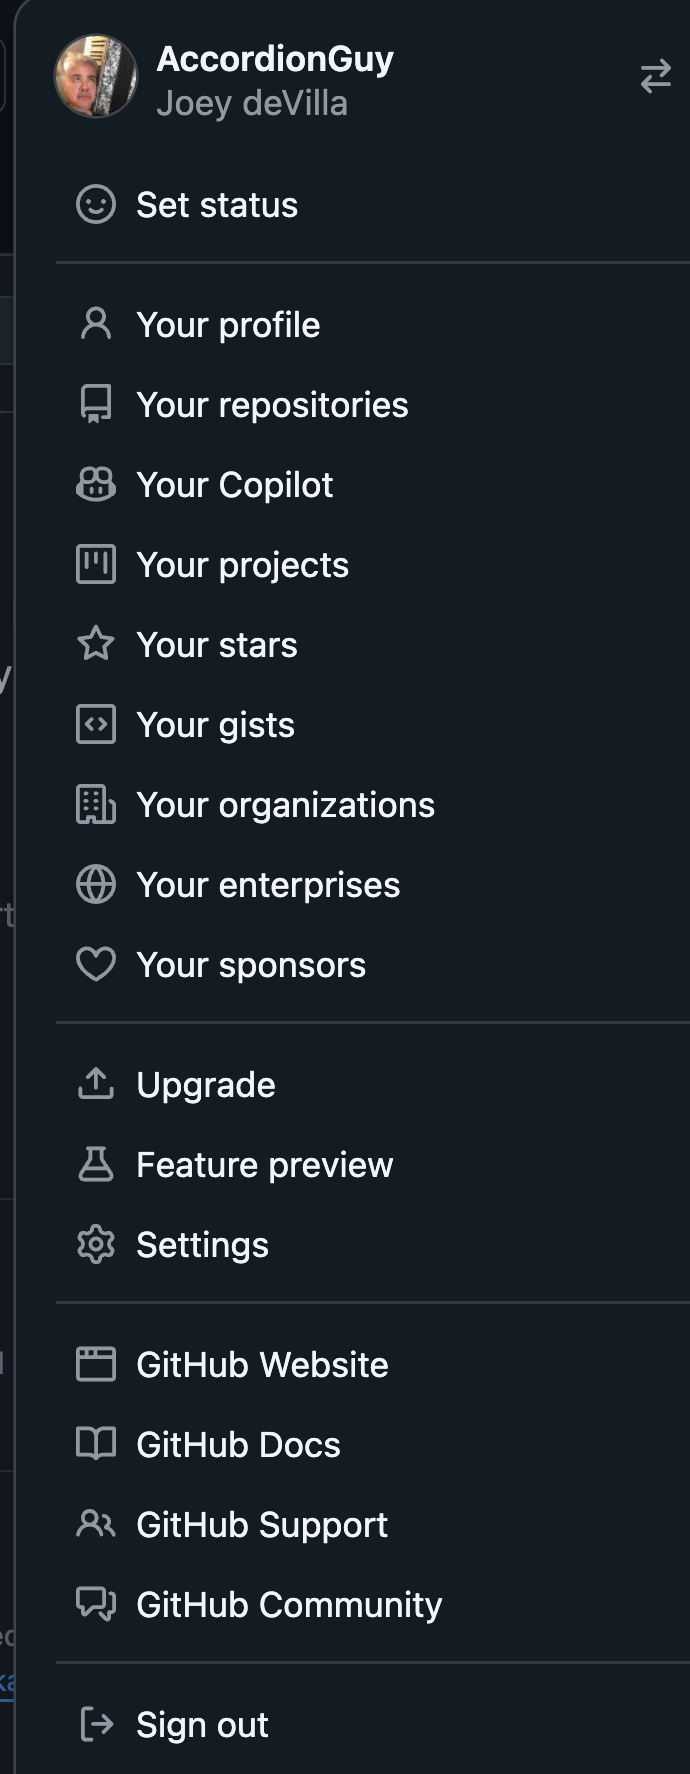 AccordionGuy
Joey deVilla
Set status
Your profile
Your repositories
Your Copilot
Your projects
Your stars
Your gists
Your organizations
Your enterprises
Your sponsors
Upgrade
Feature preview
Settings
GitHub Website
GitHub Docs
GitHub Support
GitHub Community
Sign out